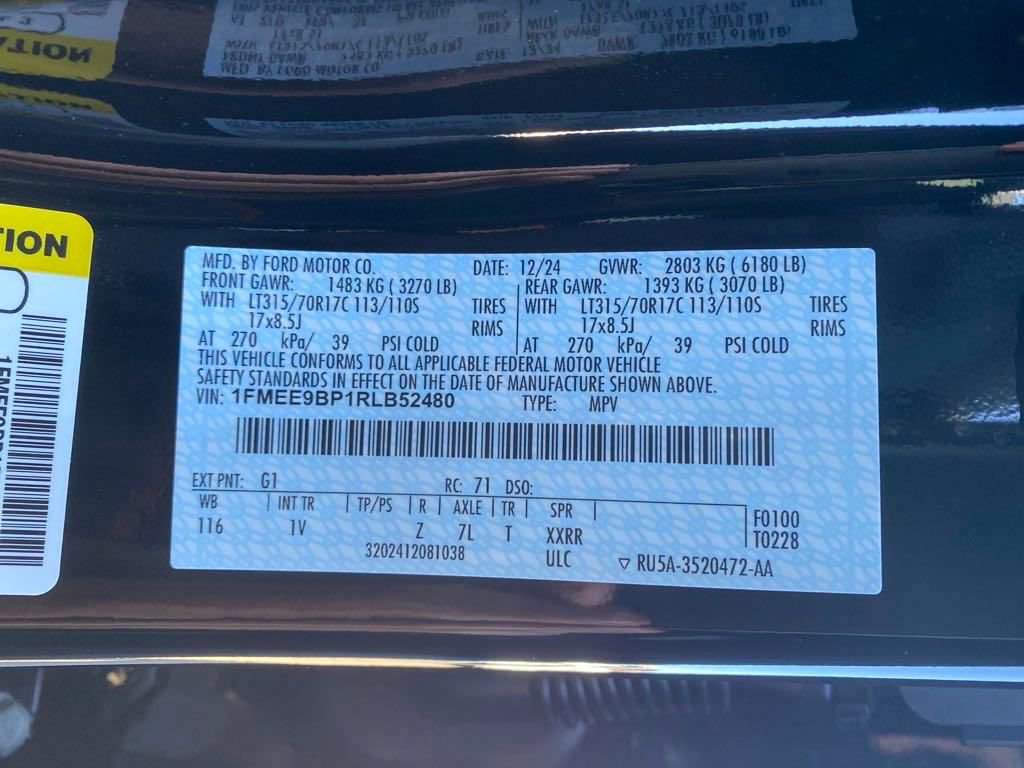 TION
MFD. BY FORD MOTOR CO. DATE: 12/24 GVWR: 2803 KG ( 6180 LB)
FRONT GAWR: 1483 KG ( 3270 LB) REAR GAWR: 1393 KG ( 3070 LB)
WITH LT315/70R17C 113/110S TIRES WITH LT315/70R17C 113/110S TIRES
17x8.5J RIMS 17x8.5J RIMS
AT 270 kPa/ 39 PSI COLD AT 270 kPa/ 39 PSI COLD
THIS VEHICLE CONFORMS TO ALL APPLICABLE FEDERAL MOTOR VEHICLE
SAFETY STANDARDS IN EFFECT ON THE DATE OF MANUFACTURE SHOWN ABOVE.
VIN: 1FMEE9BP1RLB52480 TYPE: MPV
EXT PNT: G1 RC: 71 DSO:
WB INT TR TP/PS R AXLE TR SPR
116 1V Z 7L T XXRR
F0100
T0228
3202412081038 ULC
▽ RU5A-3520472-AA